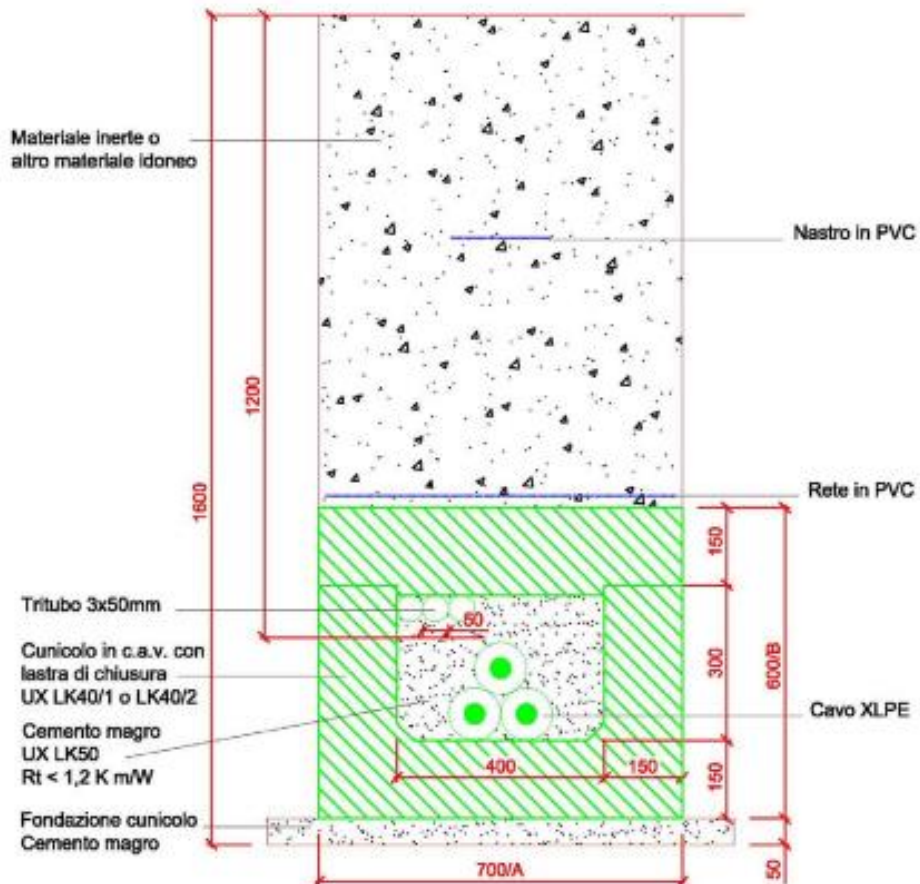 Materiale inerte o
altro materiale idoneo
Nastro in PVC
1200
1600
Rete in PVC
150
Tritubo 3x50mm
50
Cunicolo in c.a.v. con
lastra di chiusura
UX LK40/1 o LK40/2
300
600/B
Cavo XLPE
Cemento magro
UX LK50
Rt < 1,2 K m/W
400
150
150
Fondazione cunicolo
Cemento magro
700/A
50